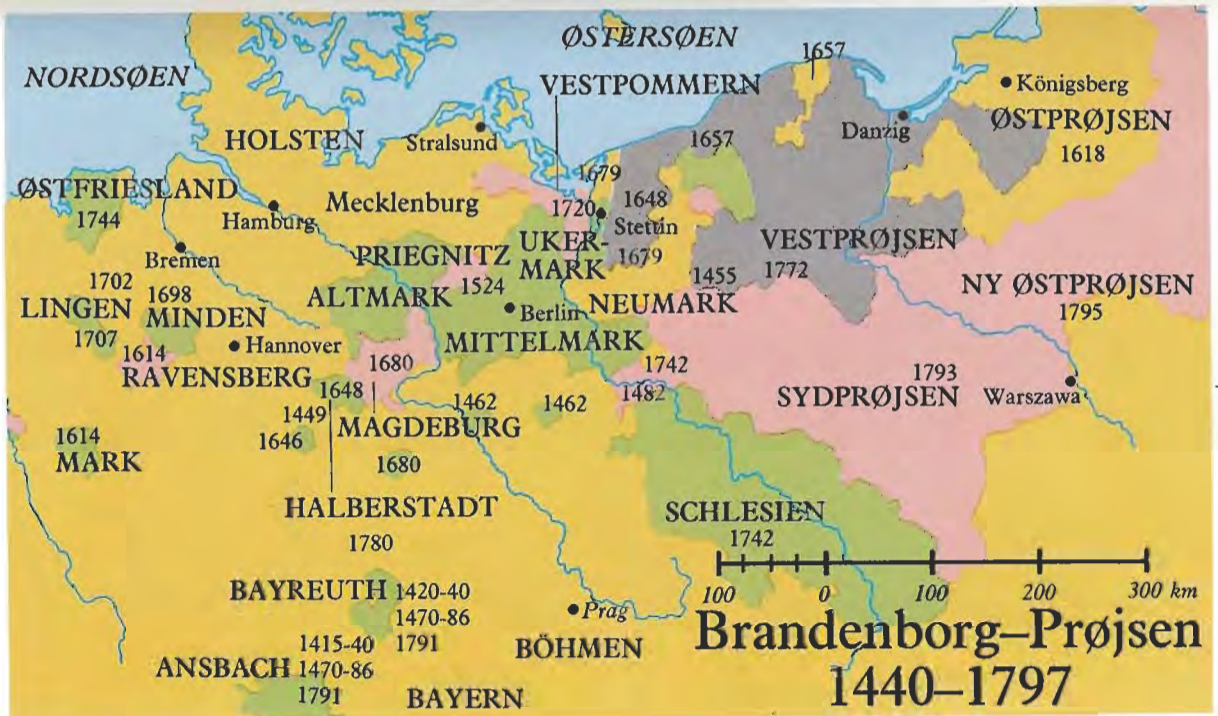 ØSTERSØEN
NORDSØEN
1657
VESTPOMMERN
Königsberg
HOLSTEN
Stralsund
Danzig
ØSTPRØJSEN
1618
1657
1679
ØSTFRIESLAND
1744
Hamburg
Mecklenburg
1720
1648
Stettin
1679
UKER-
MARK
VESTPRØJSEN
1772
Bremen
PRIEGNITZ
1524
1455
NEUMARK
NY ØSTPRØJSEN
1795
1702
LINGEN
1707
1698
MINDEN
ALTMARK
Berlin
MITTELMARK
Hannover
1614
RAVENSBERG
1680
1742
1482
1793
SYDPRØJSEN
Warszawa
1648
1449
1646
1462
1462
MAGDEBURG
1614
MARK
1680
HALBERSTADT
1780
SCHLESIEN
1742
100 0 100 200 300 km
BAYREUTH 1420-40
1470-86
1791
Prag
BÖHMEN
1415-40
ANSBACH 1470-86
1791
BAYERN
Brandenborg–Prøjsen
1440–1797